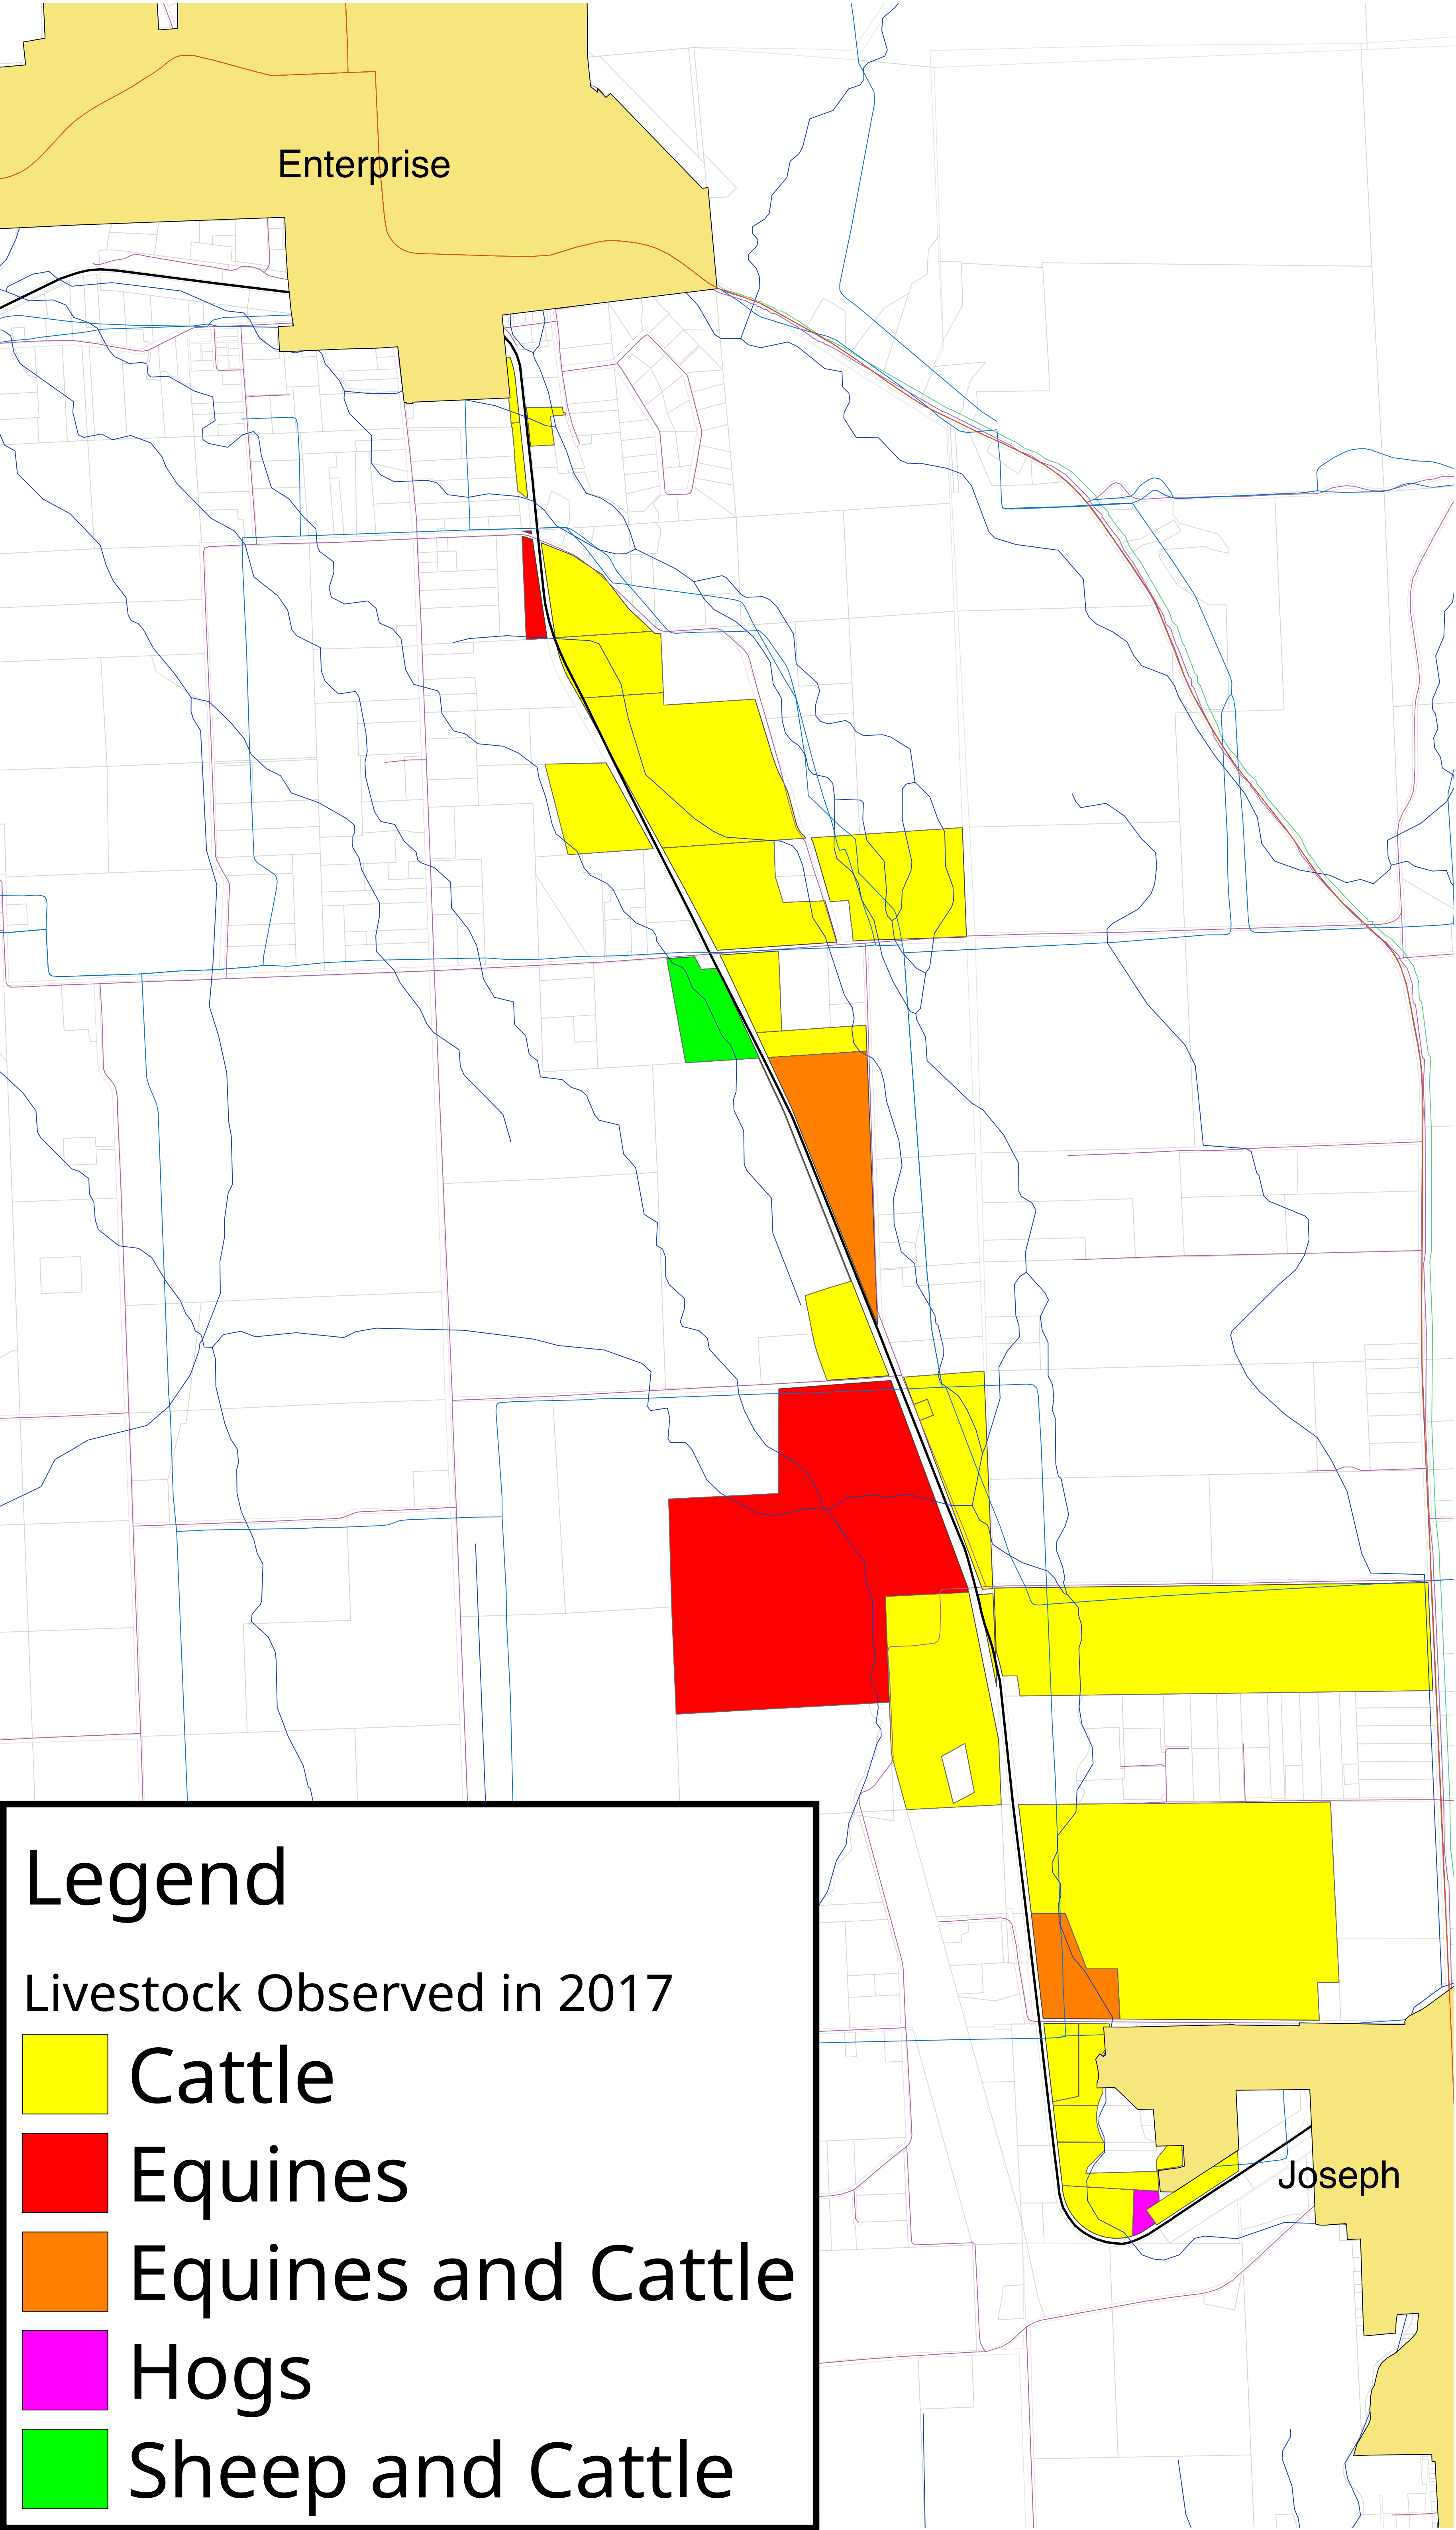 Enterprise
Joseph
Legend
Livestock Observed in 2017
Cattle
Equines
Equines and Cattle
Hogs
Sheep and Cattle